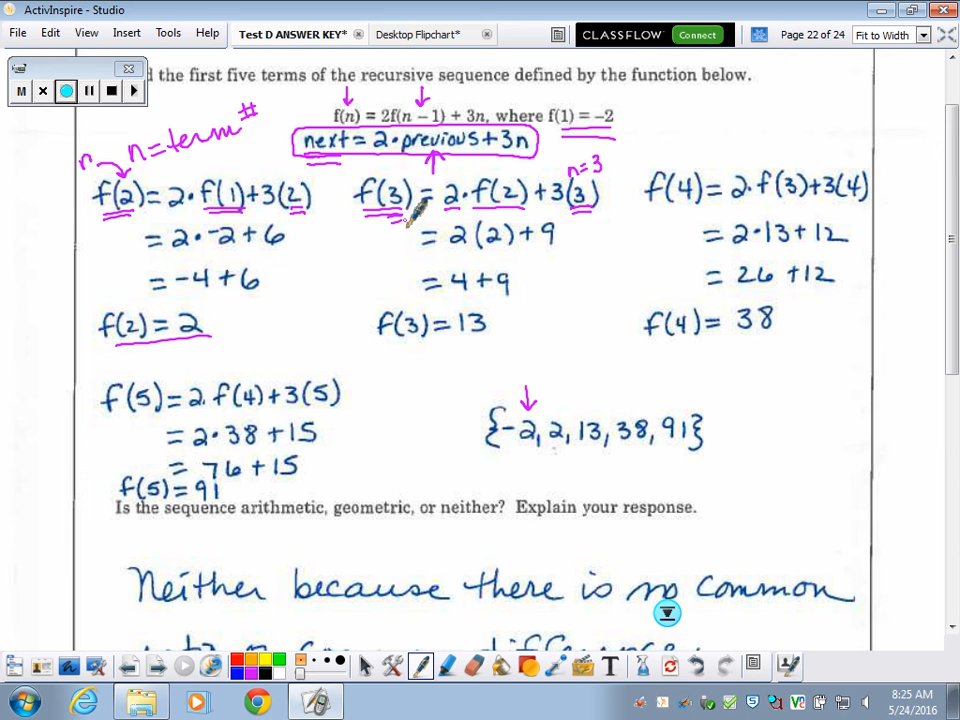 ActivInspire - Studio
File Edit View Insert Tools Help Test D ANSWER KEY* Desktop Flipchart* CLASSFLOW Connect Page 22 of 24 Fit to Width
M
d the first five terms of the recursive sequence defined by the function below.
f(n) = 2f(n − 1) + 3n, where f(1) = −2
next = 2·previous + 3n
n n = term #
n=3
f(2) = 2·f(1)+3(2) f(3) = 2·f(2)+3(3) f(4) = 2·f(3)+3(4)
= 2·-2+6 = 2(2)+9 = 2·13+12
= -4+6 = 4+9 = 26+12
f(2) = 2 f(3) = 13 f(4) = 38
f(5) = 2·f(4)+3(5)
= 2·38+15 {-2, 2, 13, 38, 91}
= 76+15
f(5) = 91
Is the sequence arithmetic, geometric, or neither? Explain your response.
Neither because there is no common
T
8:25 AM
5/24/2016